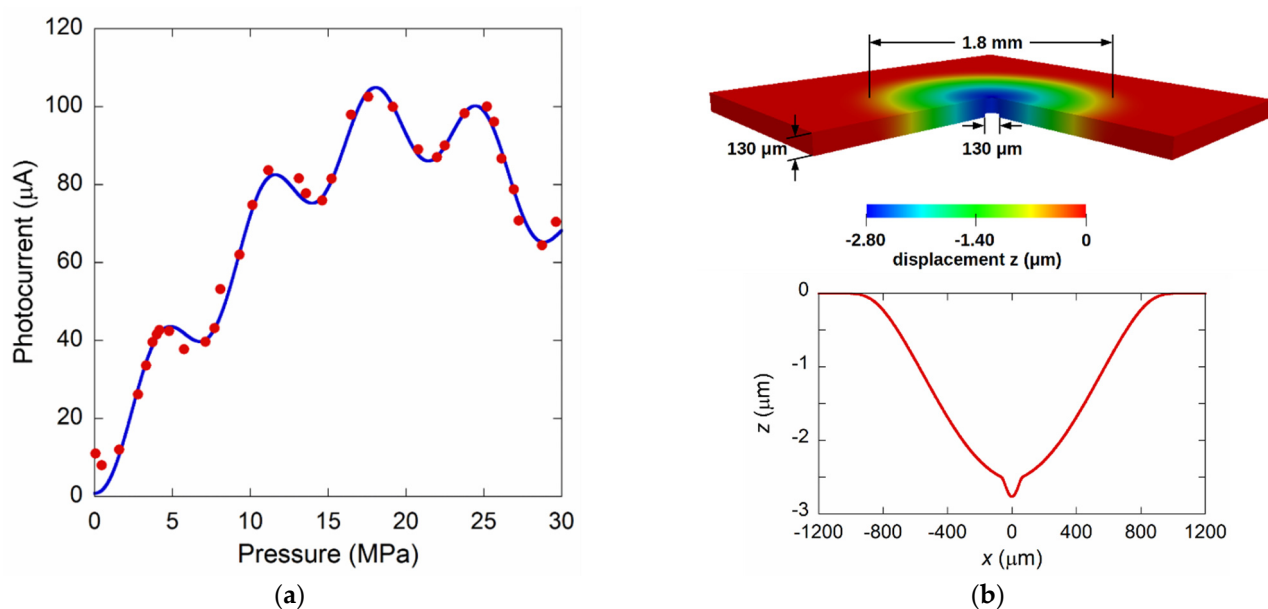 120
100
80
60
40
20
0
Photocurrent (μA)
0 5 10 15 20 25 30
Pressure (MPa)
(a)
1.8 mm
130 μm
130 μm
-2.80 -1.40 0
displacement z (μm)
0
-1
-2
-3
z (μm)
-1200 -800 -400 0 400 800 1200
x (μm)
(b)